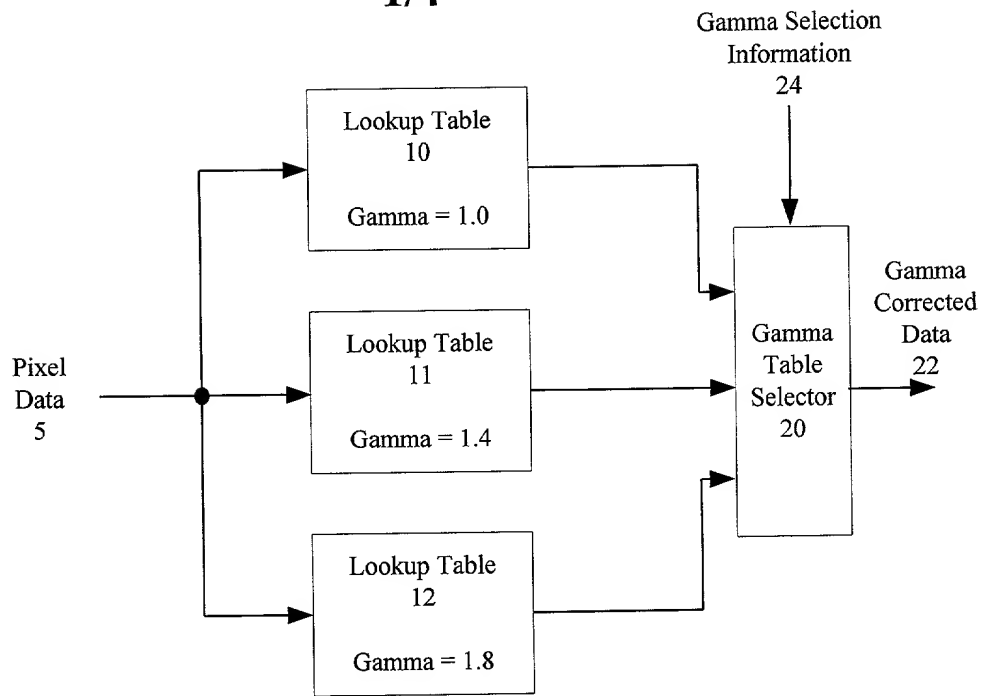 1/4
Gamma Selection
Information
24
Lookup Table
10
Gamma = 1.0
Lookup Table
11
Gamma = 1.4
Pixel
Data
5
Gamma
Table
Selector
20
Gamma
Corrected
Data
22
Lookup Table
12
Gamma = 1.8